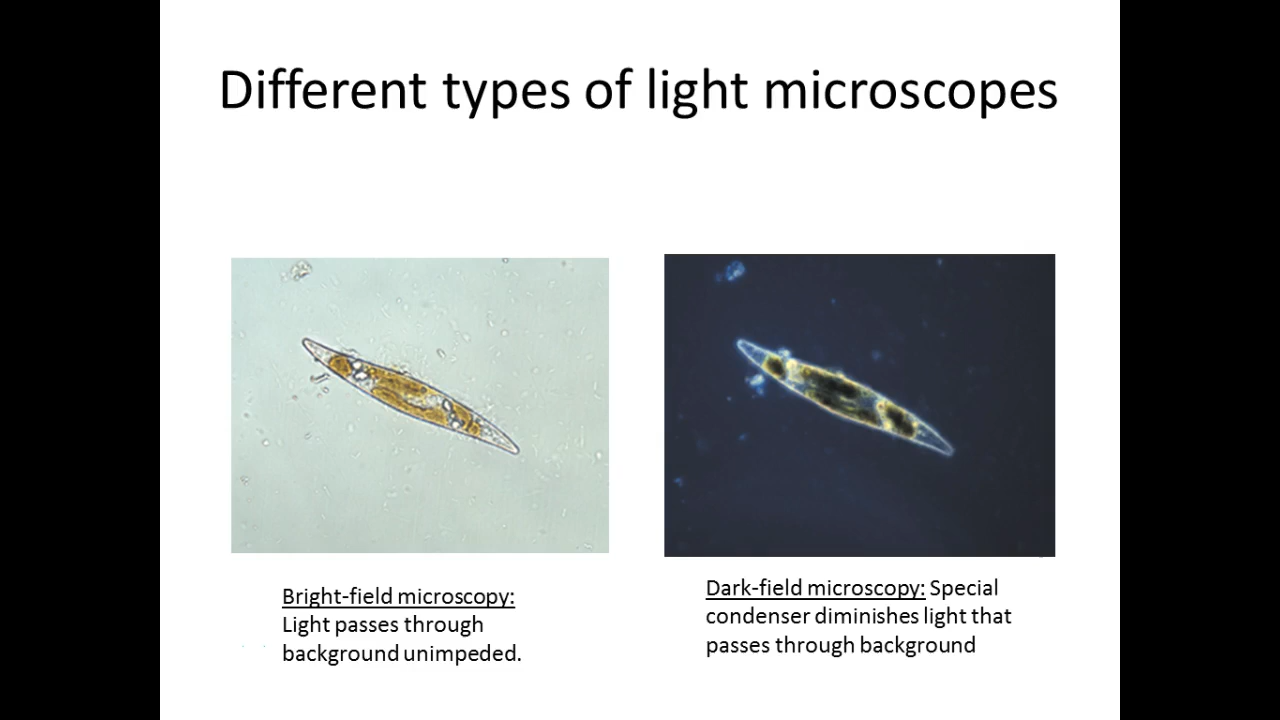 Different types of light microscopes
Bright-field microscopy:
Light passes through
background unimpeded.
Dark-field microscopy: Special
condenser diminishes light that
passes through background